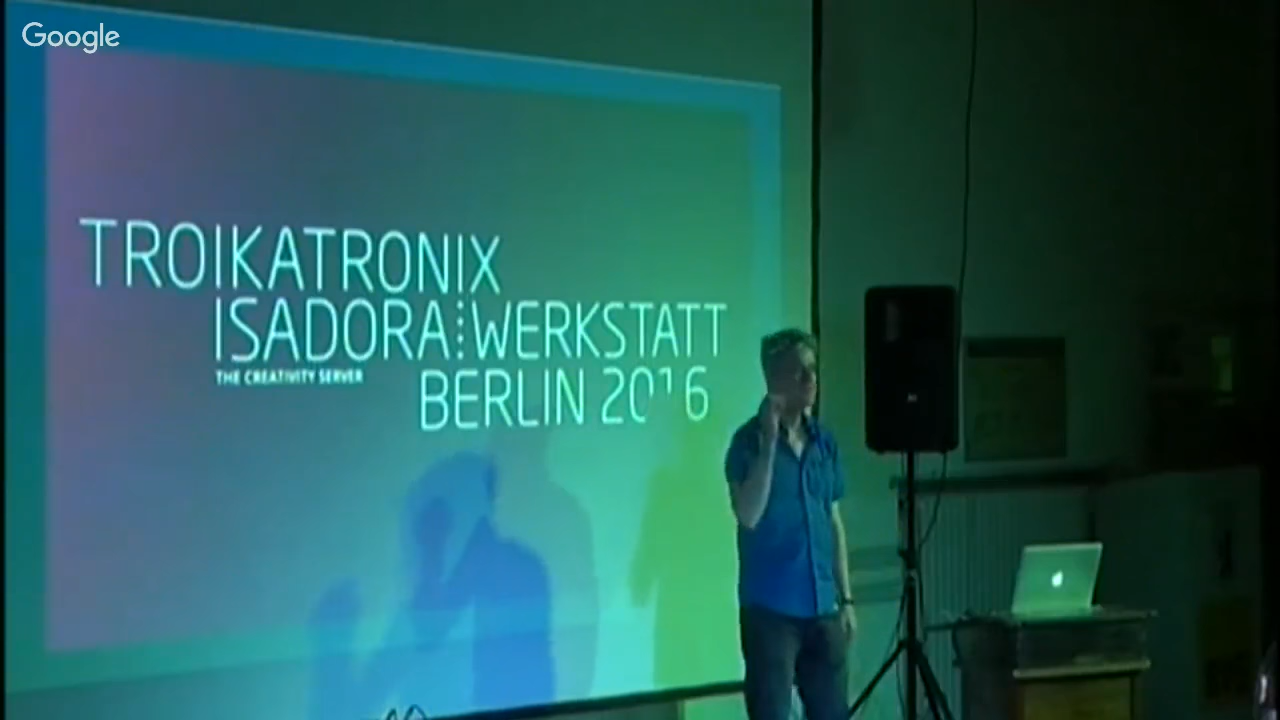 Google
TROIKATRONIX
ISADORA WERKSTATT
THE CREATIVITY SERVER
BERLIN 2016